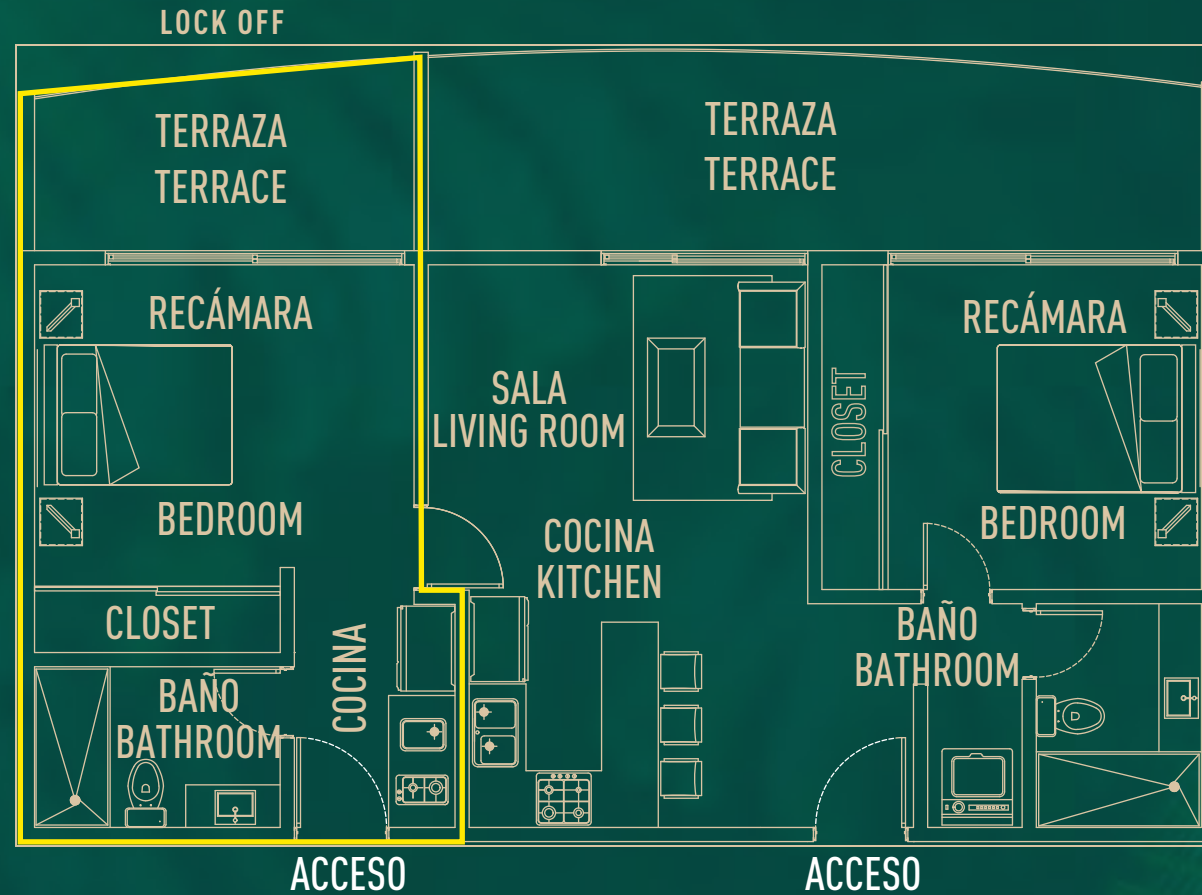 LOCK OFF
TERRAZA
TERRACE
TERRAZA
TERRACE
RECÁMARA
BEDROOM
SALA
LIVING ROOM
COCINA
KITCHEN
CLOSET
RECÁMARA
BEDROOM
CLOSET
BAÑO
BATHROOM
COCINA
BAÑO
BATHROOM
ACCESO
ACCESO